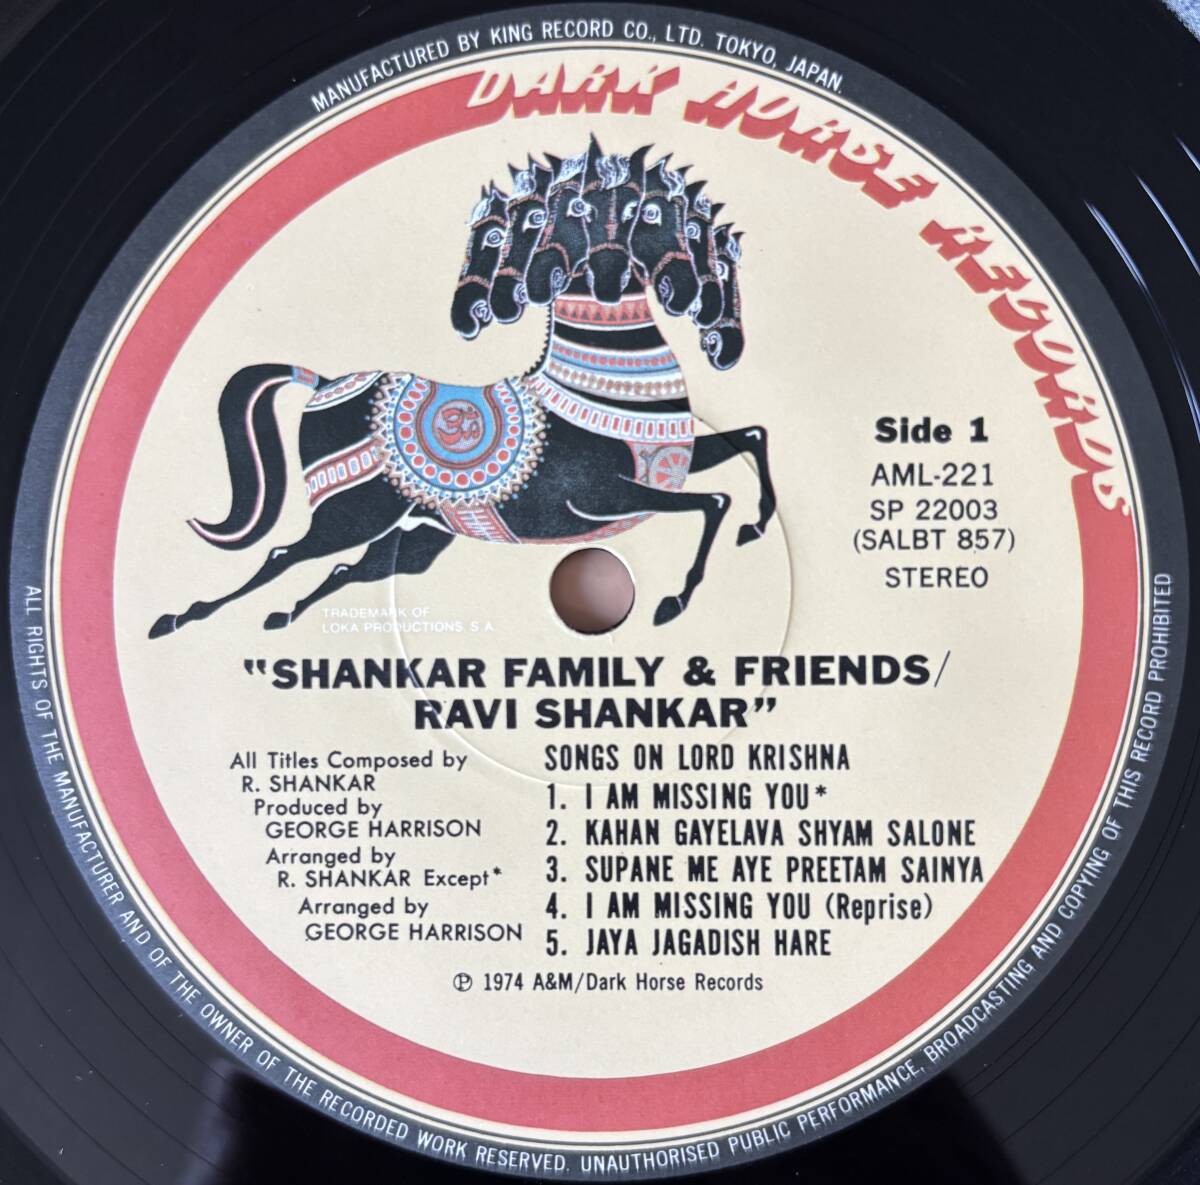 MANUFACTURED BY KING RECORD CO., LTD. TOKYO, JAPAN.
DARK HORSE RECORDS
Side 1
AML-221
SP 22003
(SALBT 857)
STEREO
TRADEMARK OF
LOKA PRODUCTIONS, S.A.
"SHANKAR FAMILY & FRIENDS/
RAVI SHANKAR"
All Titles Composed by
R. SHANKAR
Produced by
GEORGE HARRISON
Arranged by
R. SHANKAR Except*
Arranged by
GEORGE HARRISON
SONGS ON LORD KRISHNA
1. I AM MISSING YOU*
2. KAHAN GAYELAVA SHYAM SALONE
3. SUPANE ME AYE PREETAM SAINYA
4. I AM MISSING YOU (Reprise)
5. JAYA JAGADISH HARE
℗ 1974 A&M/Dark Horse Records
ALL RIGHTS OF THE MANUFACTURER AND OF THE OWNER OF THE RECORDED WORK RESERVED. UNAUTHORISED PUBLIC PERFORMANCE, BROADCASTING AND COPYING OF THIS RECORD PROHIBITED